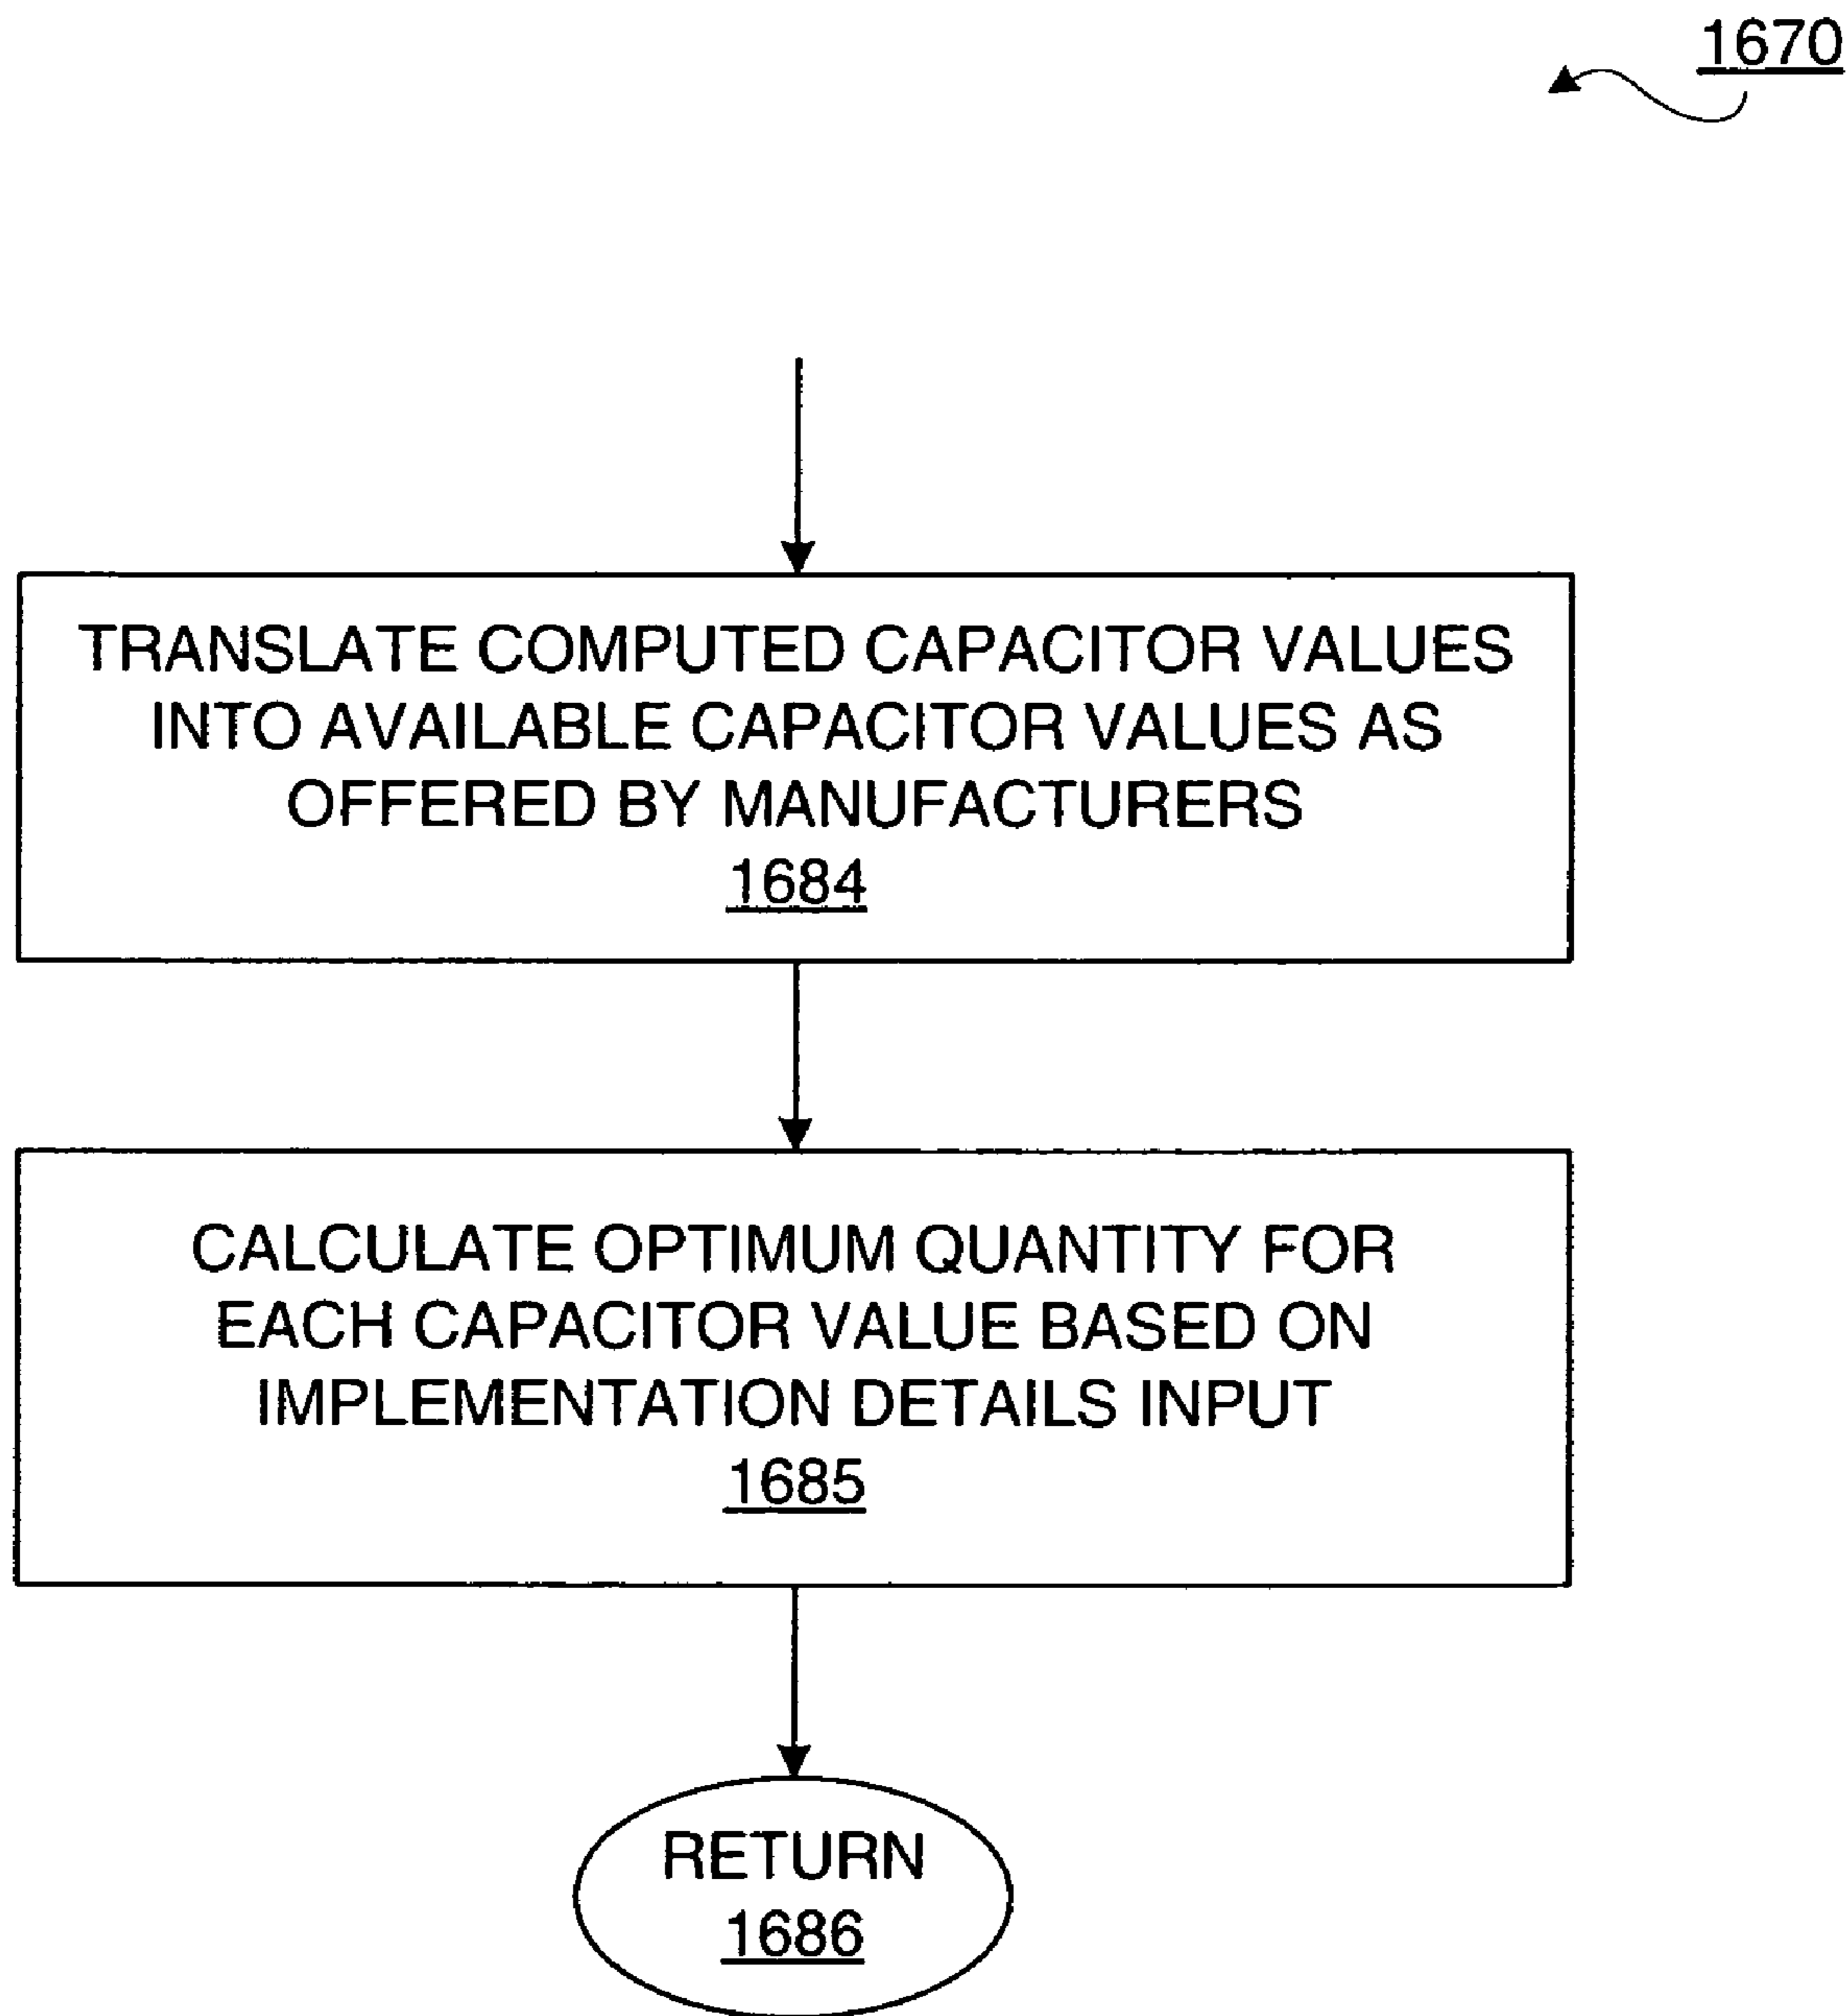 1670
TRANSLATE COMPUTED CAPACITOR VALUES
INTO AVAILABLE CAPACITOR VALUES AS
OFFERED BY MANUFACTURERS
1684
CALCULATE OPTIMUM QUANTITY FOR
EACH CAPACITOR VALUE BASED ON
IMPLEMENTATION DETAILS INPUT
1685
RETURN
1686